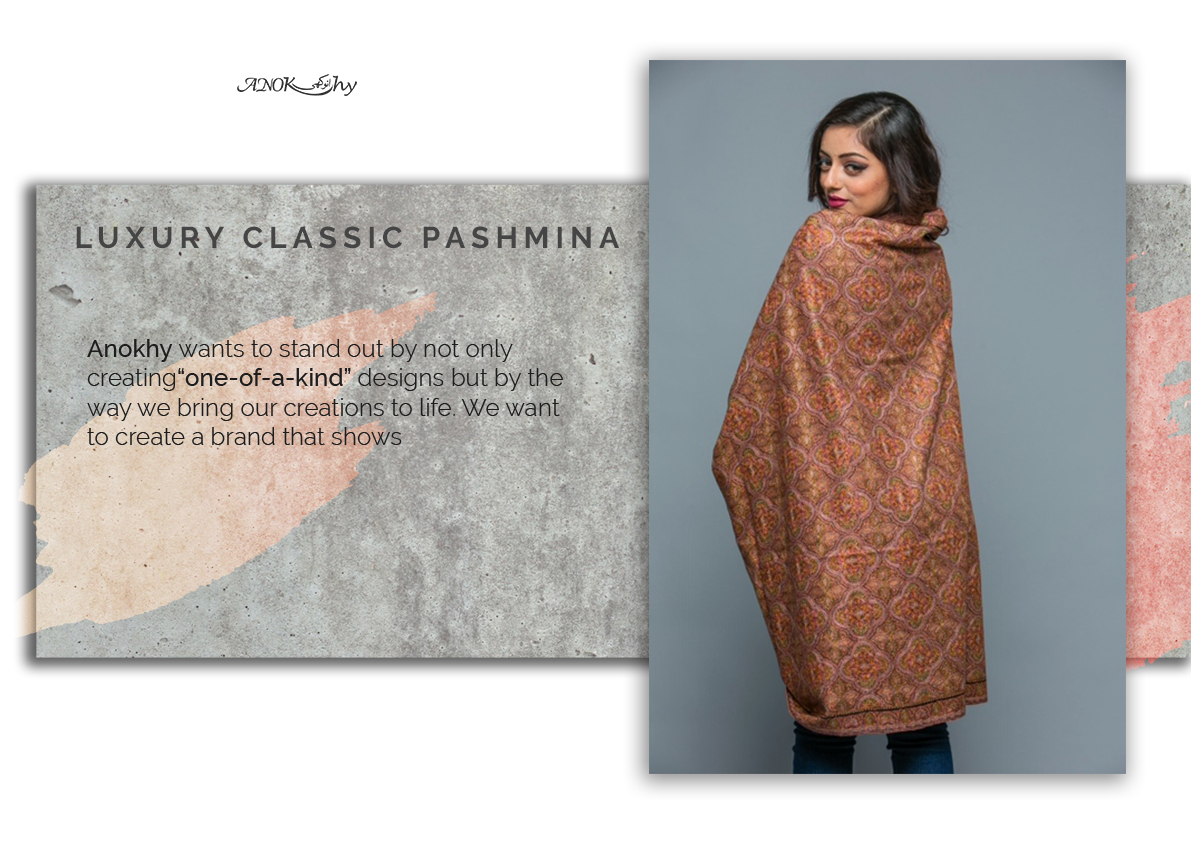 ANOKhy
انوکھی
LUXURY CLASSIC PASHMINA
Anokhy wants to stand out by not only
creating“one-of-a-kind” designs but by the
way we bring our creations to life. We want
to create a brand that shows